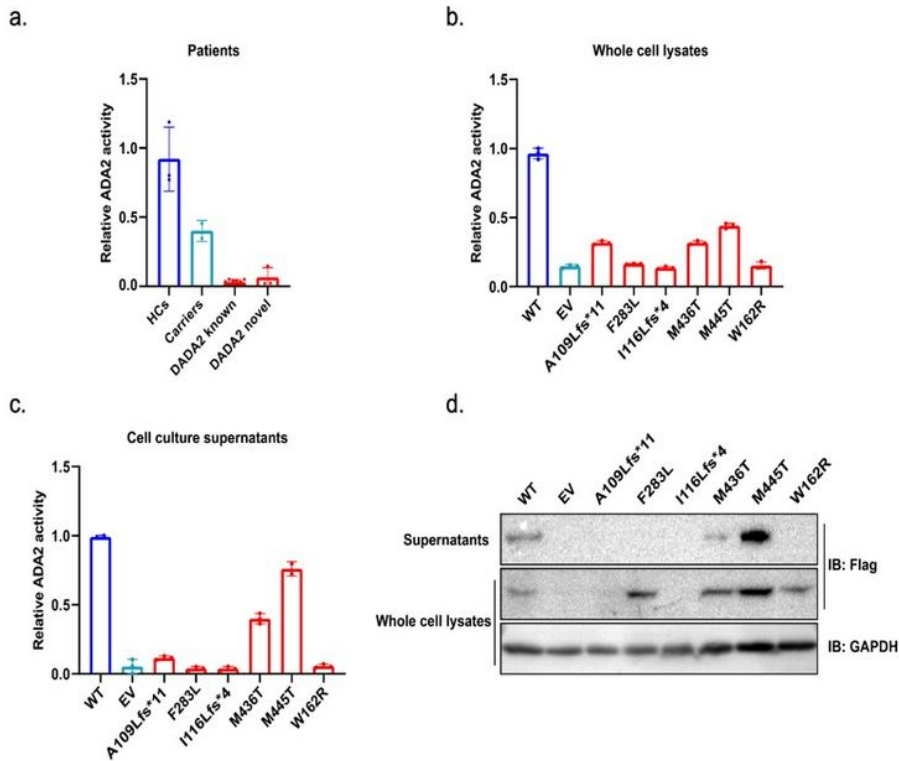 a.
Patients
Relative ADA2 activity
1.5
1.0
0.5
0.0
HCs
Carriers
DADA2 known
DADA2 novel
b.
Whole cell lysates
Relative ADA2 activity
1.5
1.0
0.5
0.0
WT
EV
A109Lfs*11
F283L
I116Lfs*4
M436T
M445T
W162R
c.
Cell culture supernatants
Relative ADA2 activity
1.5
1.0
0.5
0.0
WT
EV
A109Lfs*11
F283L
I116Lfs*4
M436T
M445T
W162R
d.
WT
EV
A109Lfs*11
F283L
I116Lfs*4
M436T
M445T
W162R
Supernatants
IB: Flag
Whole cell lysates
IB: GAPDH